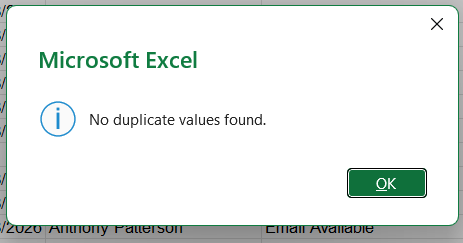 Microsoft Excel
No duplicate values found.
OK
/2026 Anthony Patterson Email Available